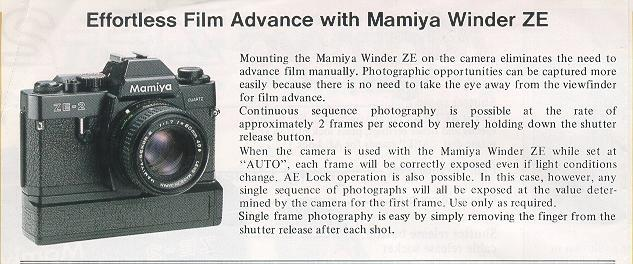 Effortless Film Advance with Mamiya Winder ZE
Mounting the Mamiya Winder ZE on the camera eliminates the need to
advance film manually. Photographic opportunities can be captured more
easily because there is no need to take the eye away from the viewfinder
for film advance.
Continuous sequence photography is possible at the rate of
approximately 2 frames per second by merely holding down the shutter
release button.
When the camera is used with the Mamiya Winder ZE while set at
“AUTO”, each frame will be correctly exposed even if light conditions
change. AE Lock operation is also possible. In this case, however, any
single sequence of photographs will all be exposed at the value deter-
mined by the camera for the first frame. Use only as required.
Single frame photography is easy by simply removing the finger from the
shutter release after each shot.
Mamiya
ZE-2
QUARTZ